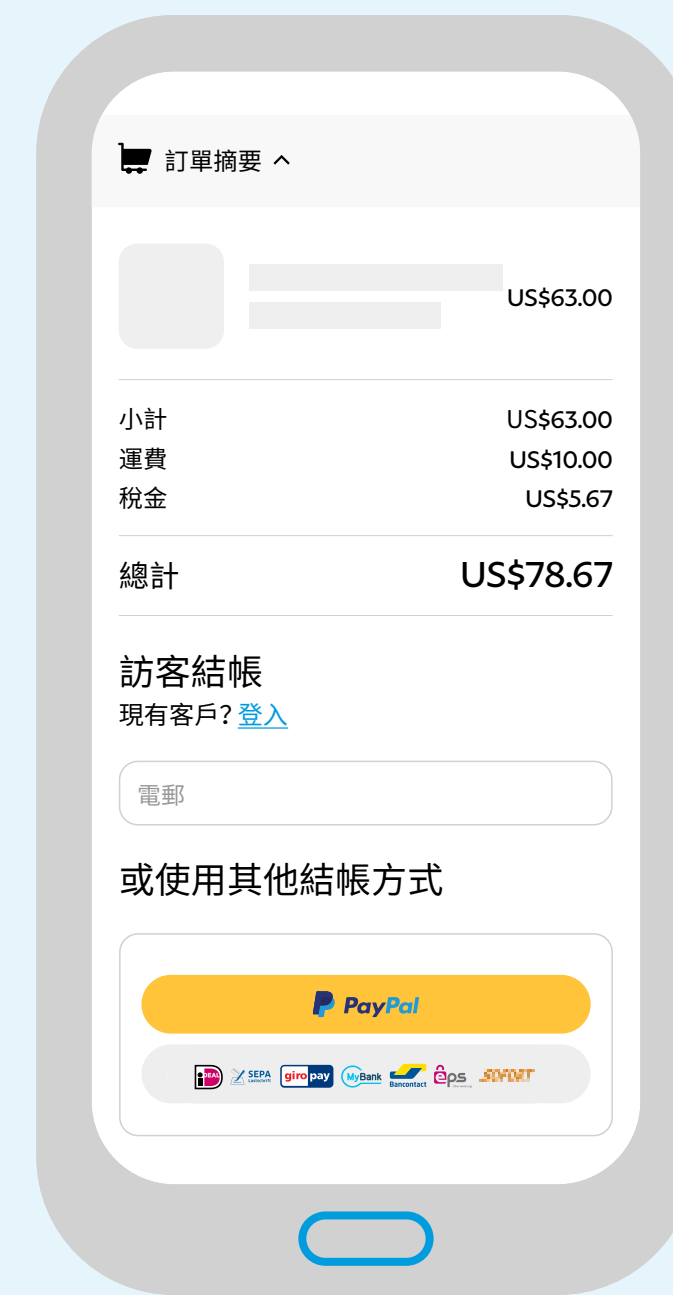 訂單摘要
US$63.00
小計 US$63.00
運費 US$10.00
稅金 US$5.67
總計 US$78.67
訪客結帳
現有客戶? 登入
電郵
或使用其他結帳方式
PayPal
iDEAL SEPA Lastschrift giropay MyBank Bancontact eps SOFORT